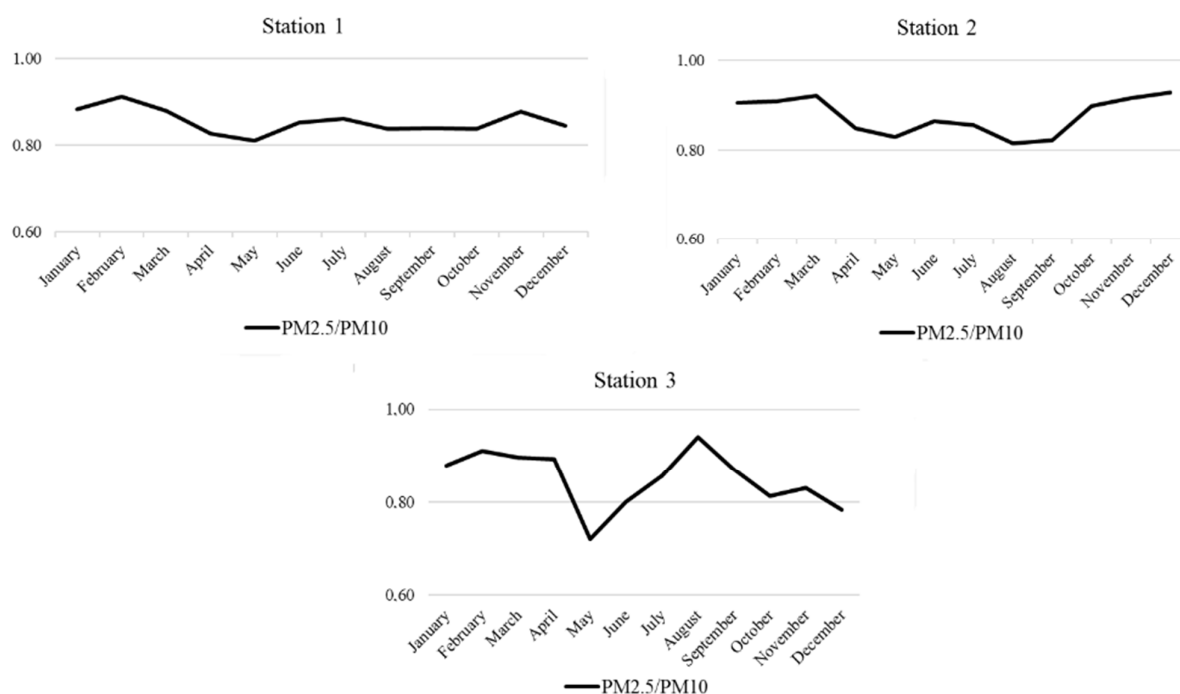 Station 1
1.00
0.80
0.60
January
February
March
April
May
June
July
August
September
October
November
December
PM2.5/PM10
Station 2
1.00
0.80
0.60
January
February
March
April
May
June
July
August
September
October
November
December
PM2.5/PM10
Station 3
1.00
0.80
0.60
January
February
March
April
May
June
July
August
September
October
November
December
PM2.5/PM10